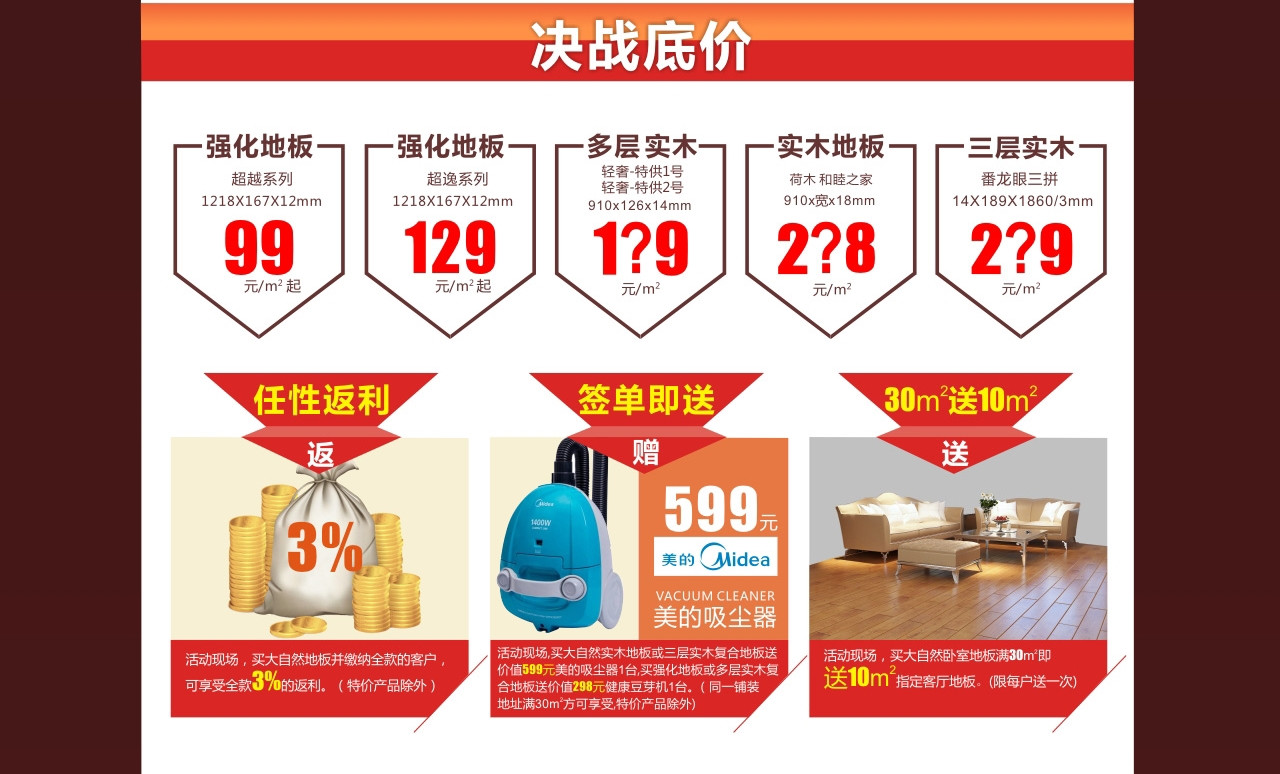 决战底价
强化地板
超越系列
1218X167X12mm
99
元/m² 起
强化地板
超逸系列
1218X167X12mm
129
元/m² 起
多层实木
轻奢-特供1号
轻奢-特供2号
910x126x14mm
1?9
元/m²
实木地板
荷木 和睦之家
910x宽x18mm
2?8
元/m²
三层实木
番龙眼三拼
14X189X1860/3mm
2?9
元/m²
任性返利
返
3%
活动现场，买大自然地板并缴纳全款的客户，
可享受全款3%的返利。（特价产品除外）
签单即送
赠
Midea
1400W
599元
美的 Midea
VACUUM CLEANER
美的吸尘器
活动现场,买大自然实木地板或三层实木复合地板送
价值599元美的吸尘器1台,买强化地板或多层实木复
合地板送价值298元健康豆芽机1台。( 同一铺装
地址满30m²方可享受,特价产品除外)
30m²送10m²
送
活动现场，买大自然卧室地板满30m²即
送10m²指定客厅地板。(限每户送一次)